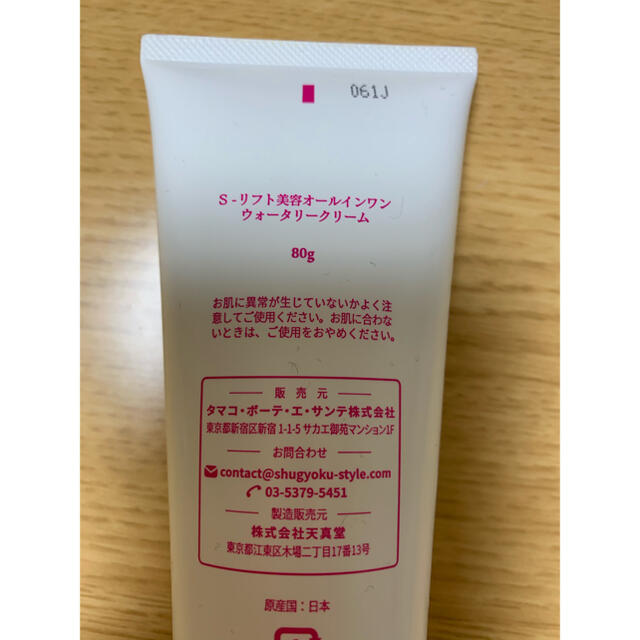 061J
S-リフト美容オールインワン
ウォータリークリーム
80g
お肌に異常が生じていないかよく注
意してご使用ください。お肌に合わな
いときは、ご使用をおやめください。
販売元
タマコ・ボーテ・エ・サンテ株式会社
東京都新宿区新宿 1-1-5 サカエ御苑マンション1F
お問合わせ
contact@shugyoku-style.com
03-5379-5451
製造販売元
株式会社天真堂
東京都江東区木場二丁目17番13号
原産国：日本